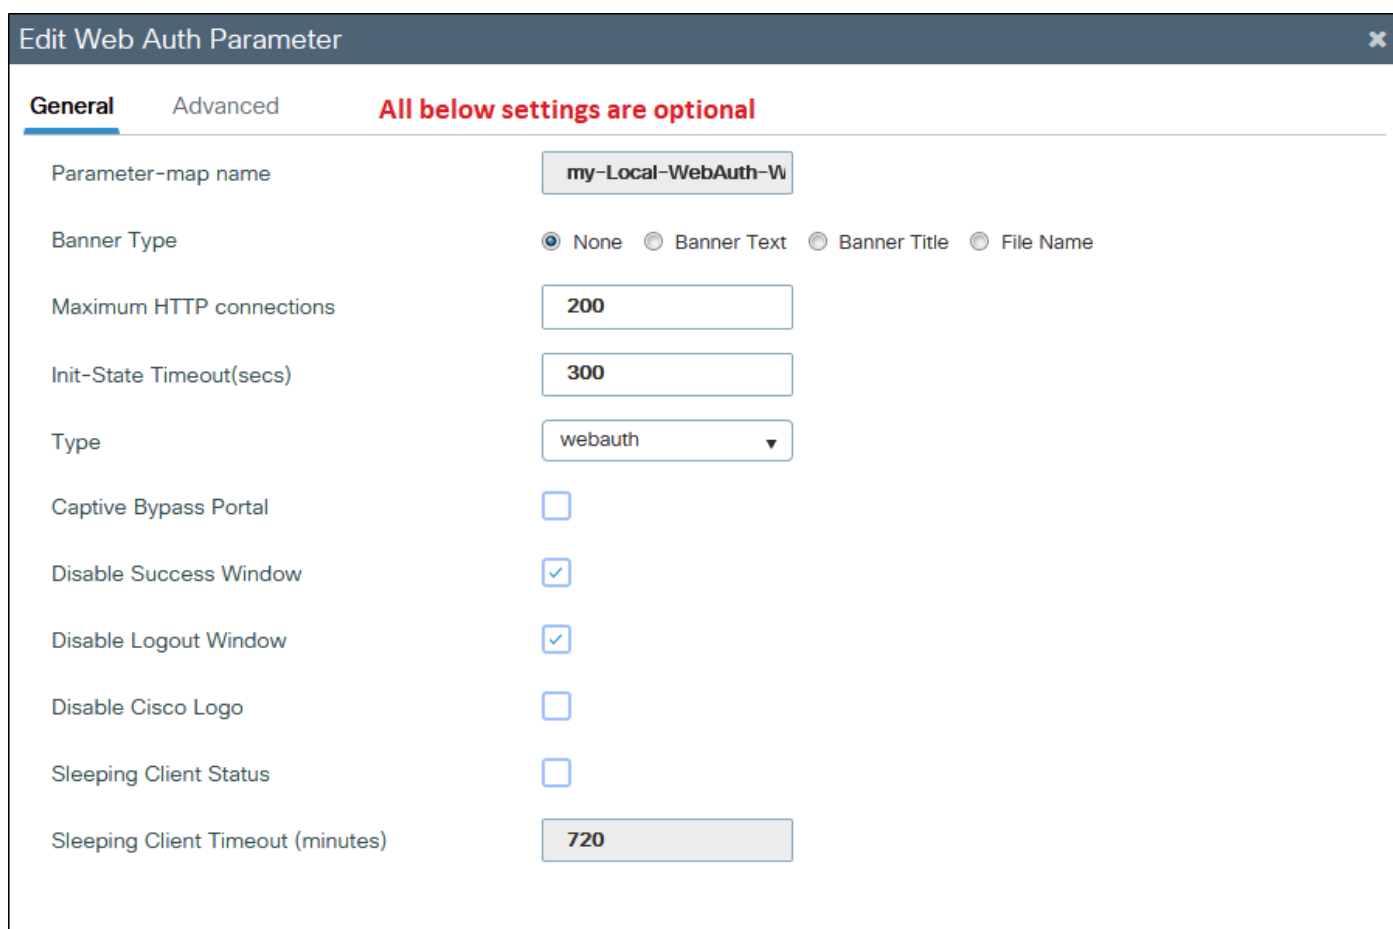 Edit Web Auth Parameter
General Advanced All below settings are optional
Parameter-map name my-Local-WebAuth-W
Banner Type None Banner Text Banner Title File Name
Maximum HTTP connections 200
Init-State Timeout(secs) 300
Type webauth
Captive Bypass Portal
Disable Success Window
Disable Logout Window
Disable Cisco Logo
Sleeping Client Status
Sleeping Client Timeout (minutes) 720